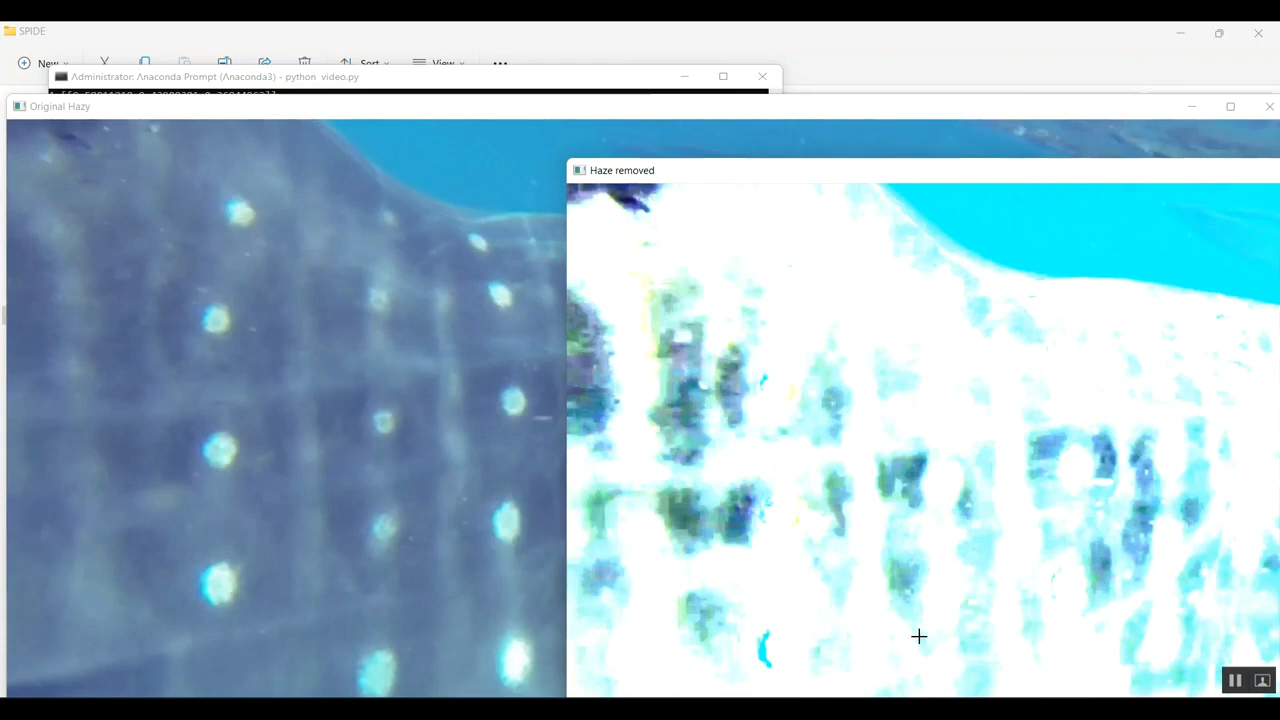 SPIDE
New
Sort
View
Administrator: Anaconda Prompt (Anaconda3) - python video.py
Original Hazy
Haze removed